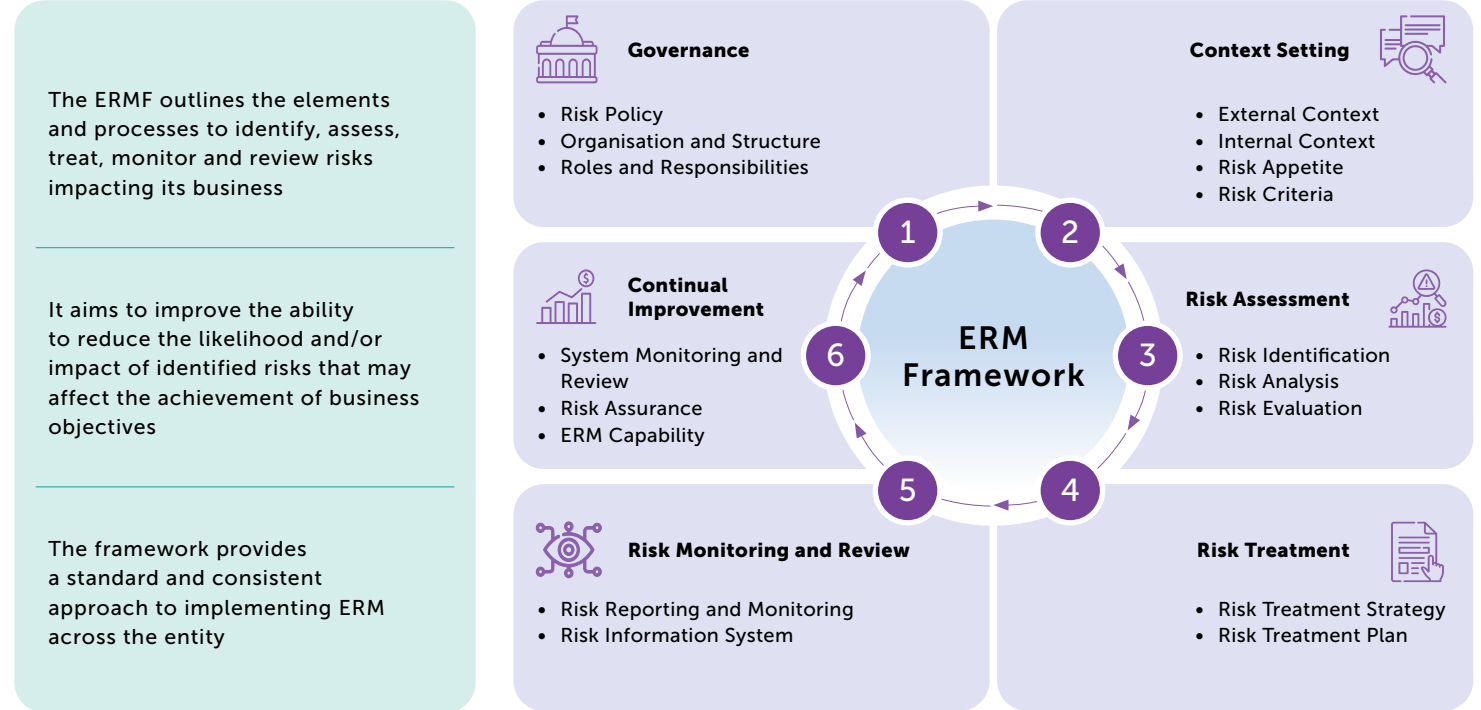 The ERMF outlines the elements
and processes to identify, assess,
treat, monitor and review risks
impacting its business
It aims to improve the ability
to reduce the likelihood and/or
impact of identified risks that may
affect the achievement of business
objectives
The framework provides
a standard and consistent
approach to implementing ERM
across the entity
Governance
• Risk Policy
• Organisation and Structure
• Roles and Responsibilities
Context Setting
• External Context
• Internal Context
• Risk Appetite
• Risk Criteria
Continual
Improvement
• System Monitoring and
Review
• Risk Assurance
• ERM Capability
1
2
3
4
5
6
ERM
Framework
Risk Assessment
• Risk Identification
• Risk Analysis
• Risk Evaluation
Risk Monitoring and Review
• Risk Reporting and Monitoring
• Risk Information System
Risk Treatment
• Risk Treatment Strategy
• Risk Treatment Plan